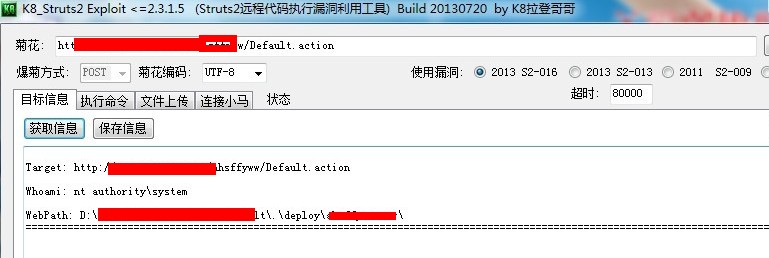 K8_Struts2 Exploit <=2.3.1.5 (Struts2远程代码执行漏洞利用工具) Build 20130720 by K8拉登哥哥
菊花: htt ww/Default.action
爆菊方式: POST 菊花编码: UTF-8 使用漏洞: 2013 S2-016 2013 S2-013 2011 S2-009
超时: 80000
目标信息 执行命令 文件上传 连接小马 状态
获取信息 保存信息
Target: http:/ hsffyww/Default.action
Whoami: nt authority\system
WebPath: D:\ lt\.\deploy\ \
================================================================